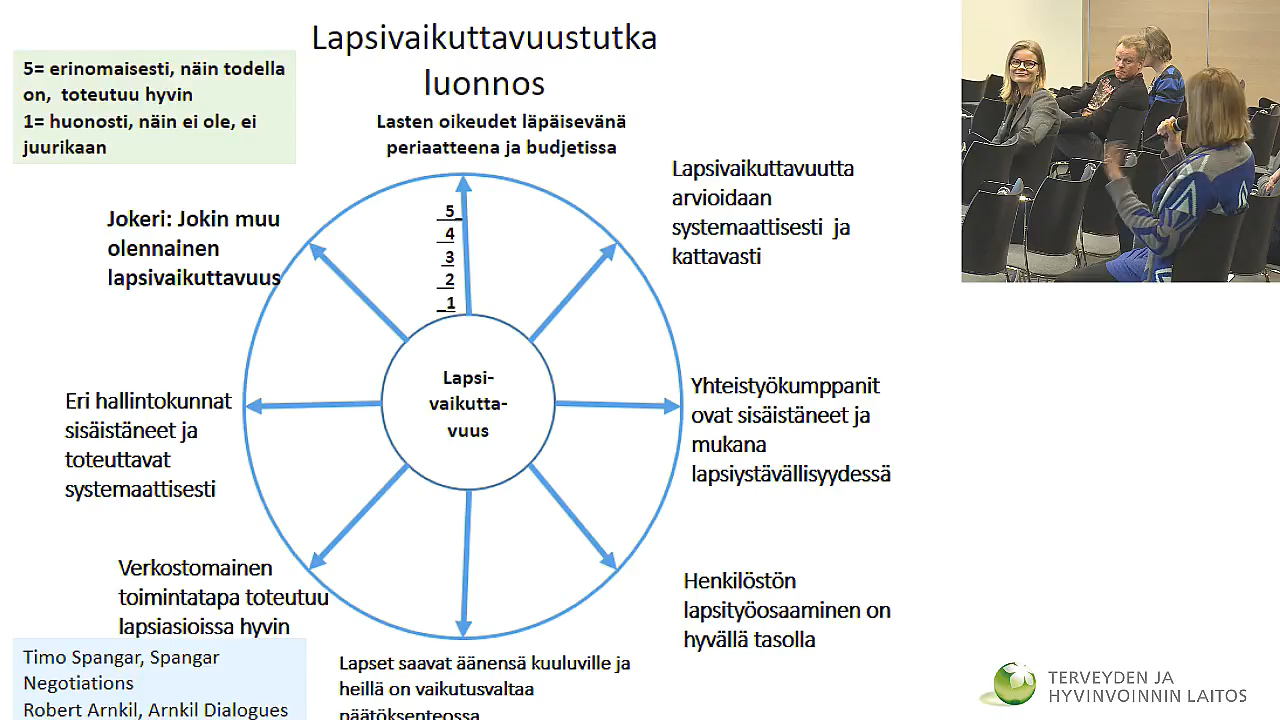 Lapsivaikuttavuustutka
luonnos
5= erinomaisesti, näin todella
on, toteutuu hyvin
1= huonosti, näin ei ole, ei
juurikaan
Lasten oikeudet läpäisevänä
periaatteena ja budjetissa
Lapsivaikuttavuutta
arvioidaan
systemaattisesti ja
kattavasti
Jokeri: Jokin muu
olennainen
lapsivaikuttavuus
5
4
3
2
1
Lapsi-
vaikutta-
vuus
Yhteistyökumppanit
ovat sisäistäneet ja
mukana
lapsiystävällisyydessä
Eri hallintokunnat
sisäistäneet ja
toteuttavat
systemaattisesti
Verkostomainen
toimintatapa toteutuu
lapsiasioissa hyvin
Henkilöstön
lapsityöosaaminen on
hyvällä tasolla
Lapset saavat äänensä kuuluville ja
heillä on vaikutusvaltaa
päätöksenteossa
Timo Spangar, Spangar
Negotiations
Robert Arnkil, Arnkil Dialogues
TERVEYDEN JA
HYVINVOINNIN LAITOS